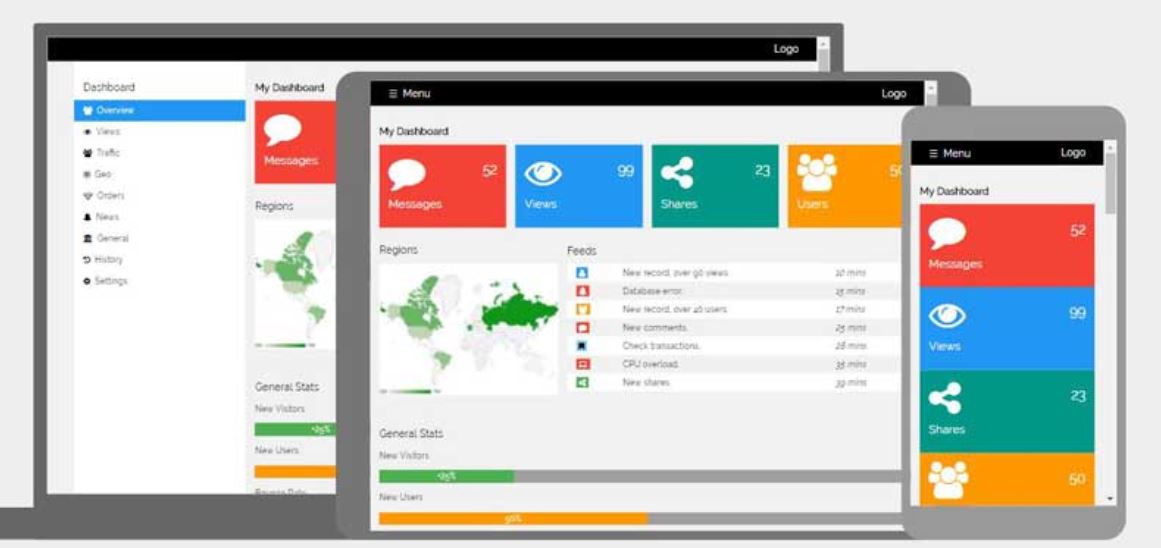 Logo
Dashboard
Overview
Views
Traffic
Geo
Orders
News
General
History
Settings
My Dashboard
Messages
Regions
General Stats
New Visitors
+25%
New Users
☰ Menu
Logo
My Dashboard
52
Messages
99
Views
23
Shares
Users
Regions
Feeds
New record, over 90 views. 10 mins
Database error. 15 mins
New record, over 40 users. 17 mins
New comments. 25 mins
Check transactions. 28 mins
CPU overload. 35 mins
New shares. 39 mins
General Stats
New Visitors
+25%
New Users
50%
☰ Menu
Logo
My Dashboard
52
Messages
99
Views
23
Shares
50